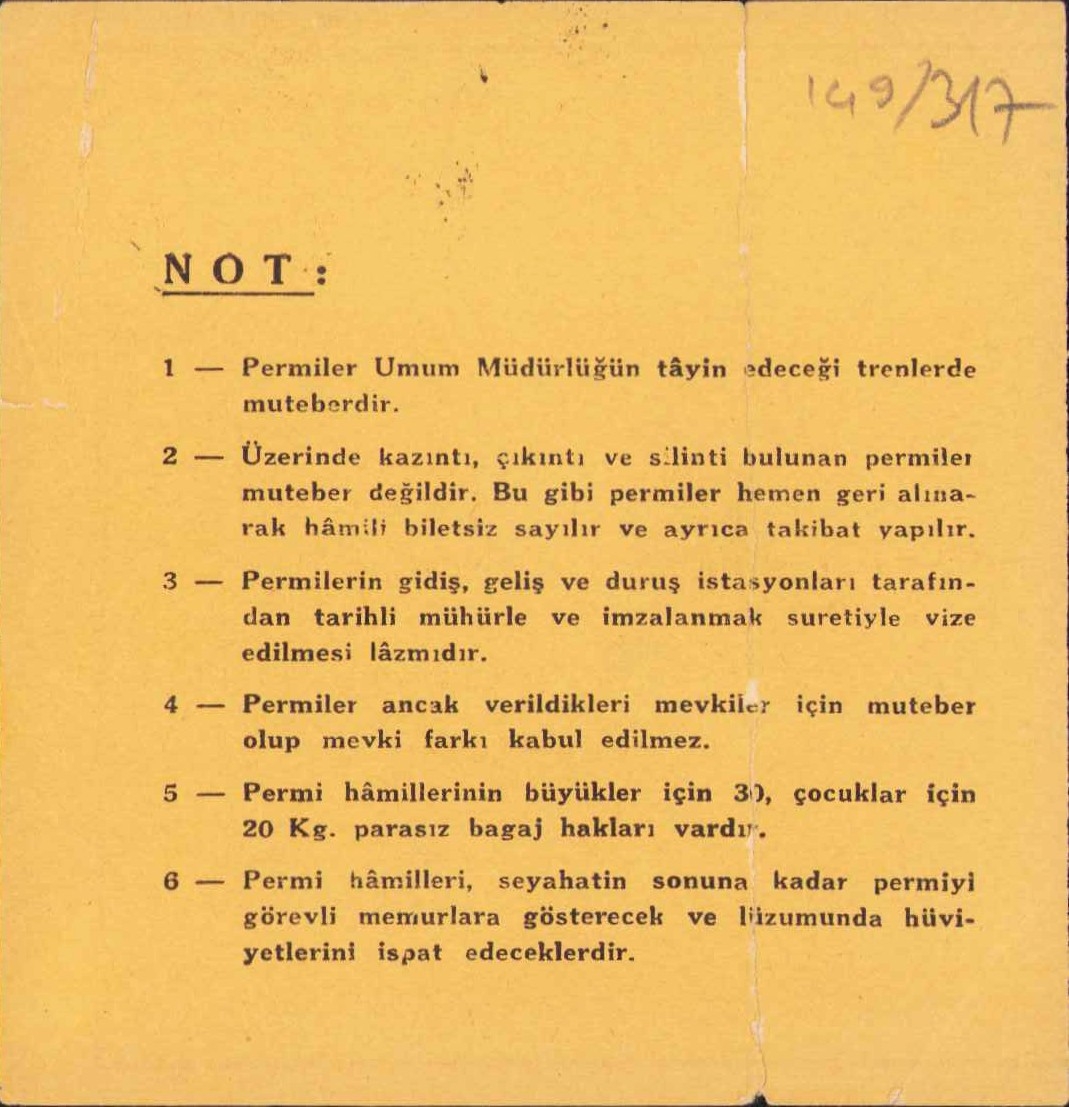 149/317
NOT:
1 — Permiler Umum Müdürlüğün tâyin edeceği trenlerde
muteberdir.
2 — Üzerinde kazıntı, çıkıntı ve silinti bulunan permiler
muteber değildir. Bu gibi permiler hemen geri alına-
rak hâmili biletsiz sayılır ve ayrıca takibat yapılır.
3 — Permilerin gidiş, geliş ve duruş istasyonları tarafın-
dan tarihli mühürle ve imzalanmak suretiyle vize
edilmesi lâzmıdır.
4 — Permiler ancak verildikleri mevkiler için muteber
olup mevki farkı kabul edilmez.
5 — Permi hâmillerinin büyükler için 30, çocuklar için
20 Kg. parasız bagaj hakları vardır.
6 — Permi hâmilleri, seyahatin sonuna kadar permiyi
görevli memurlara gösterecek ve lüzumunda hüvi-
yetlerini ispat edeceklerdir.